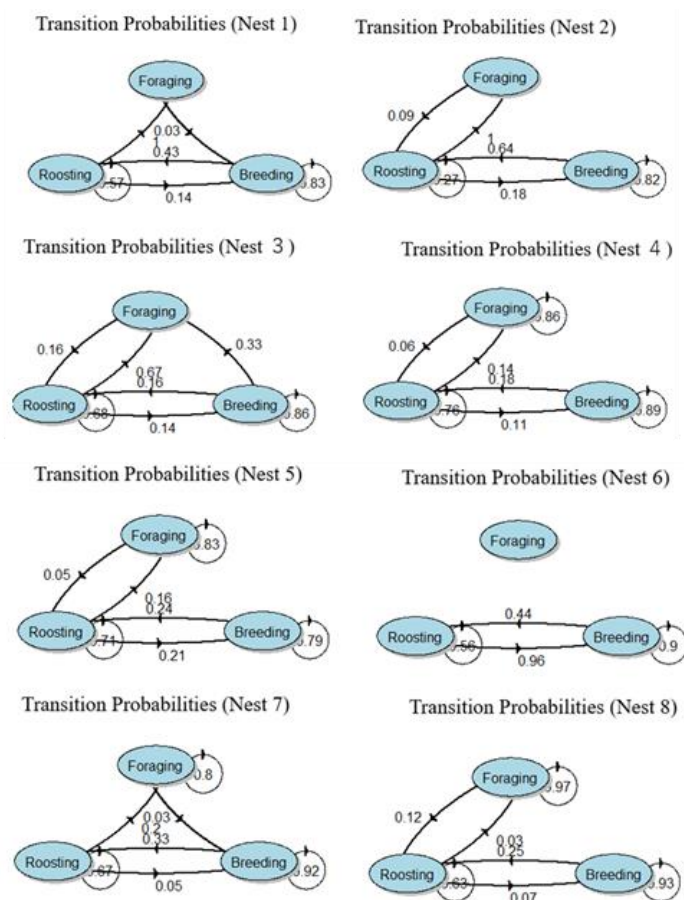 Transition Probabilities (Nest 1)
Foraging
0.03
1
0.43
Roosting
0.57
Breeding
0.83
0.14
Transition Probabilities (Nest 2)
Foraging
0.09
1
0.64
Roosting
0.27
Breeding
0.82
0.18
Transition Probabilities (Nest 3)
Foraging
0.16
0.33
0.67
0.16
Roosting
0.68
Breeding
0.86
0.14
Transition Probabilities (Nest 4)
Foraging
0.86
0.06
0.14
0.18
Roosting
0.76
Breeding
0.89
0.11
Transition Probabilities (Nest 5)
Foraging
0.83
0.05
0.16
0.24
Roosting
0.71
Breeding
0.79
0.21
Transition Probabilities (Nest 6)
Foraging
0.44
Roosting
0.56
Breeding
0.9
0.96
Transition Probabilities (Nest 7)
Foraging
0.8
0.03
0.2
0.33
Roosting
0.67
Breeding
0.92
0.05
Transition Probabilities (Nest 8)
Foraging
0.97
0.12
0.03
0.25
Roosting
0.63
Breeding
0.93
0.07